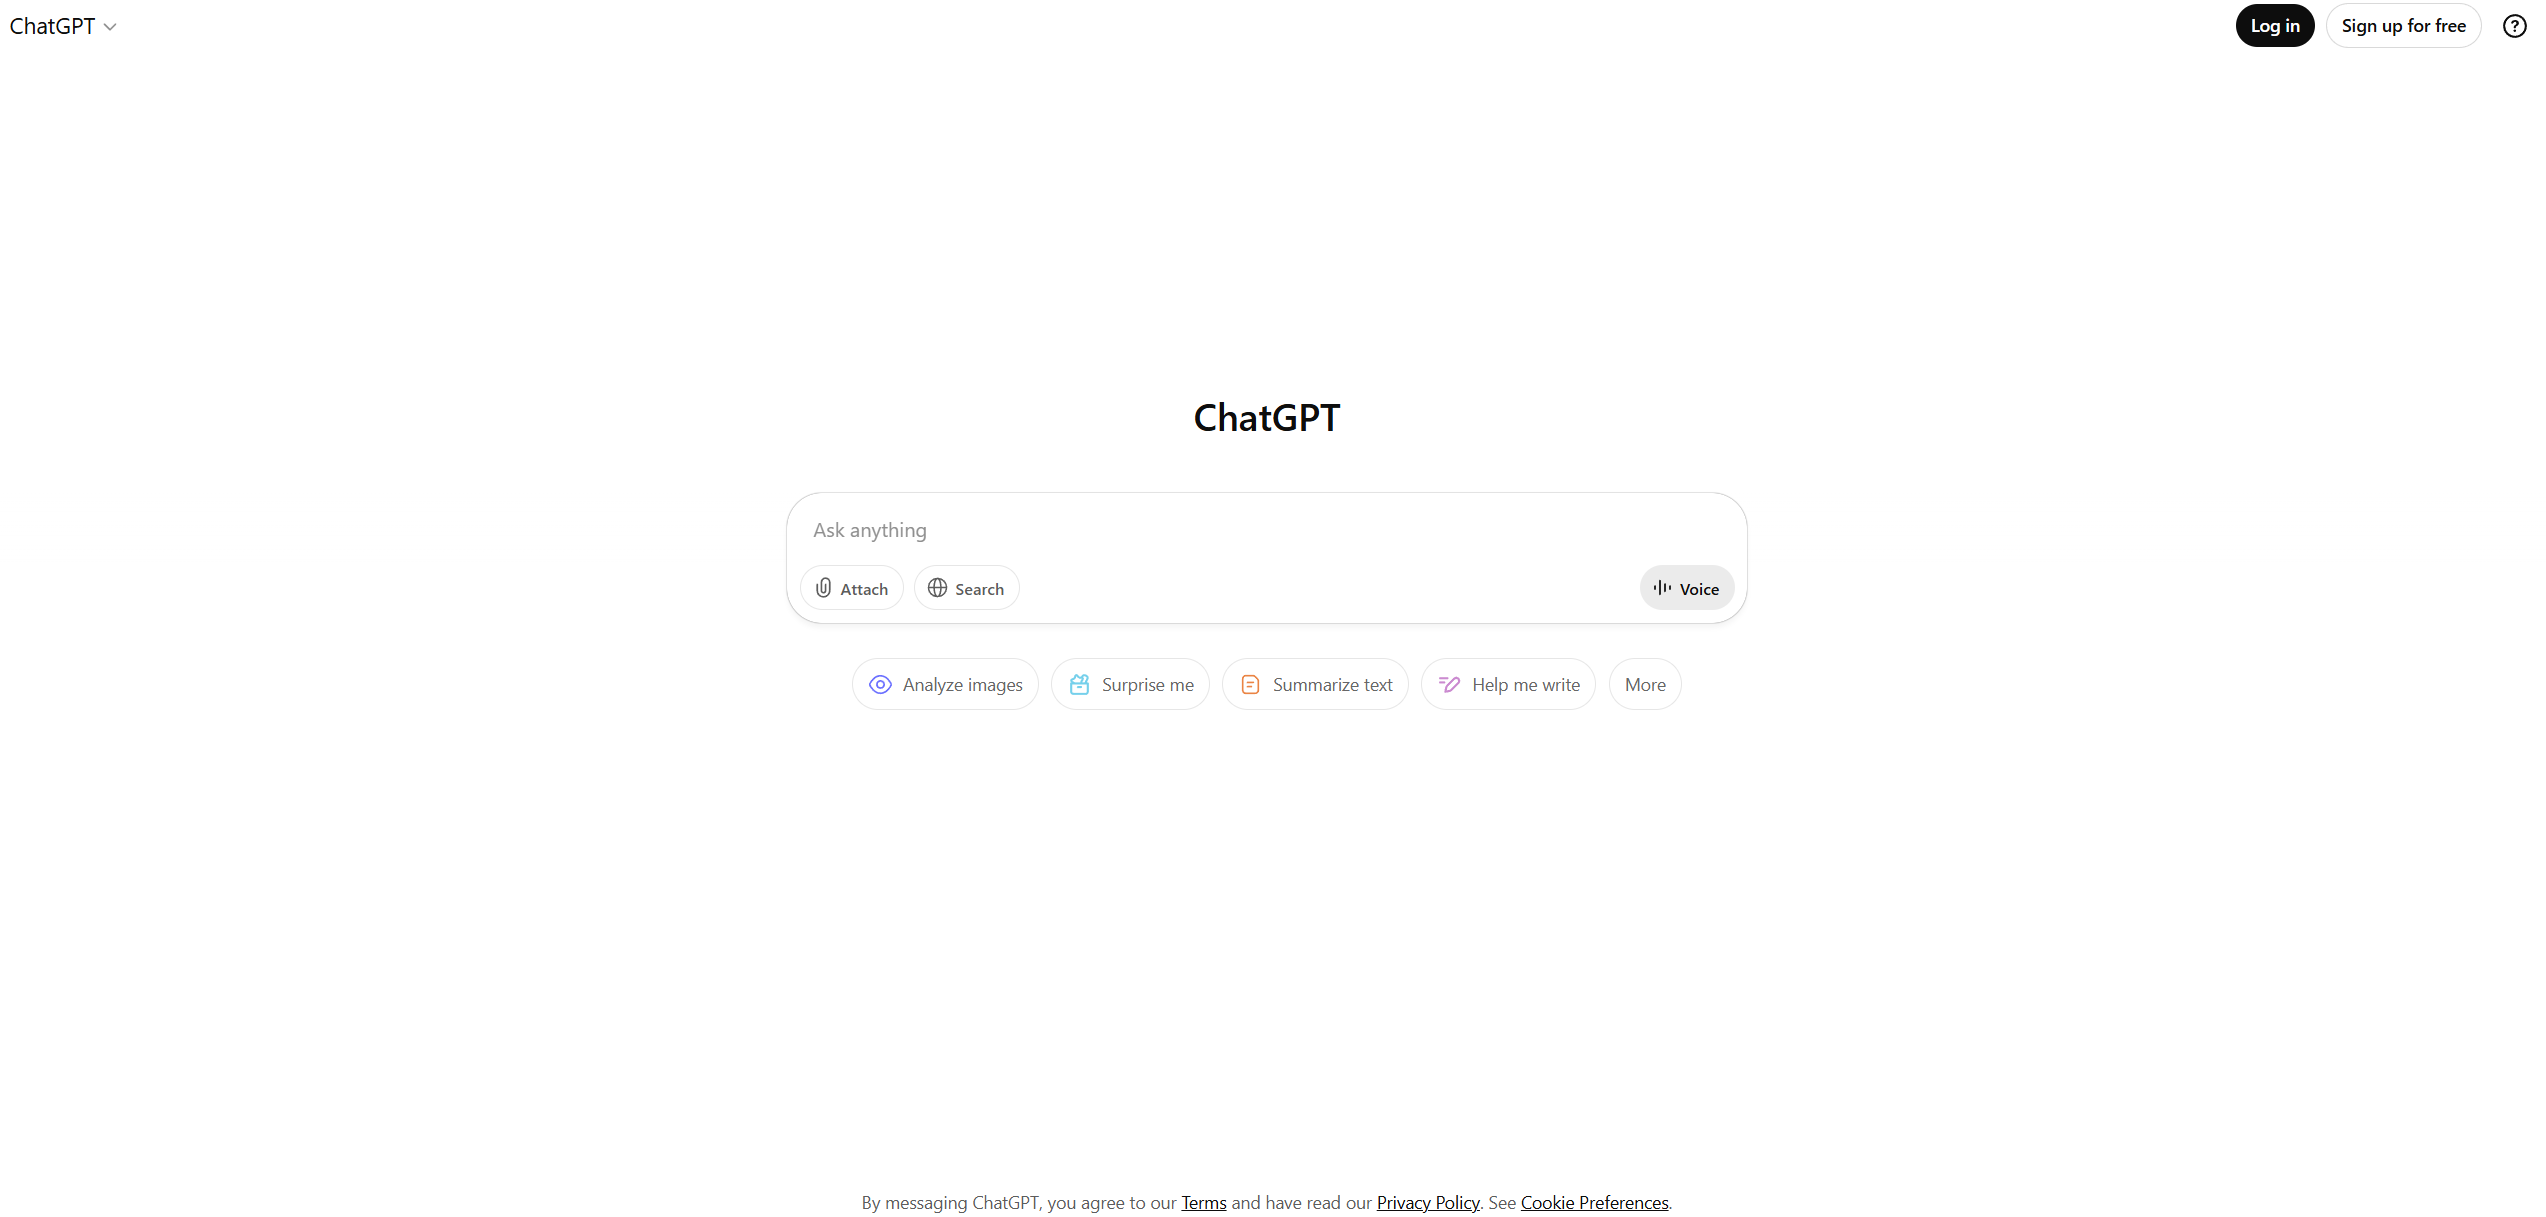 ChatGPT
Log in
Sign up for free
ChatGPT
Ask anything
Attach
Search
Voice
Analyze images
Surprise me
Summarize text
Help me write
More
By messaging ChatGPT, you agree to our Terms and have read our Privacy Policy. See Cookie Preferences.